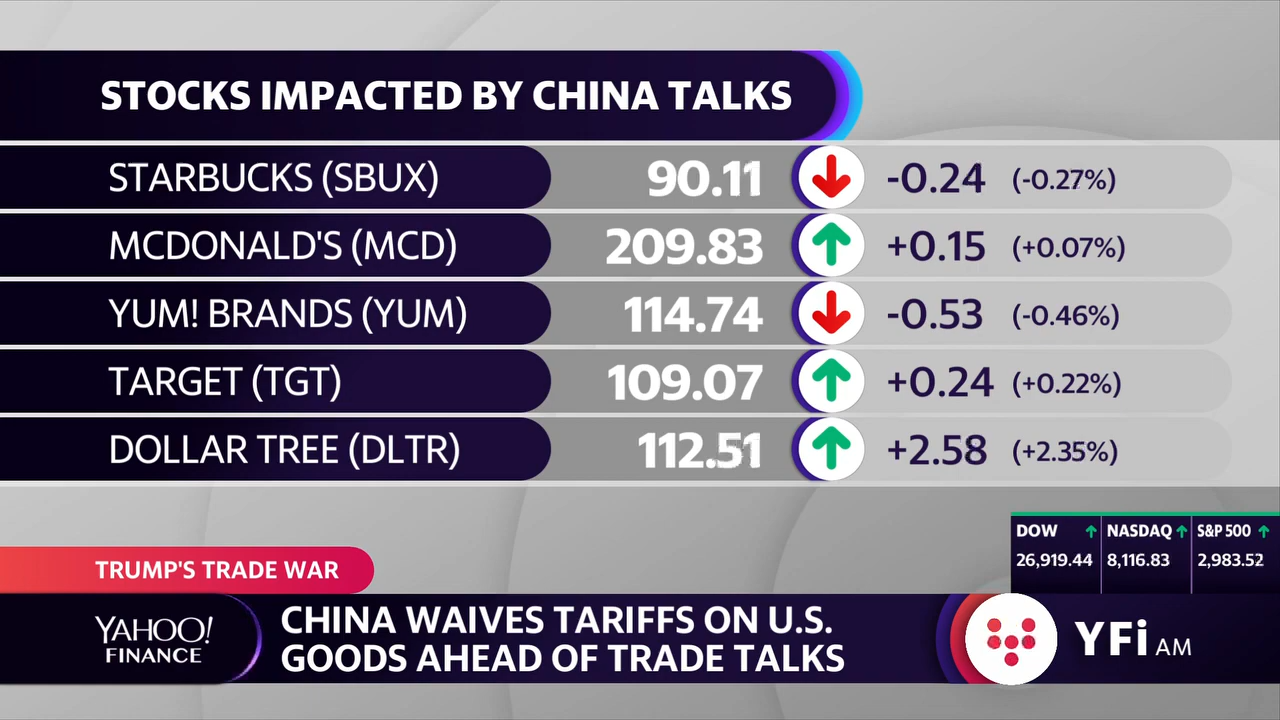 STOCKS IMPACTED BY CHINA TALKS
STARBUCKS (SBUX) 90.11 -0.24 (-0.27%)
MCDONALD'S (MCD) 209.83 +0.15 (+0.07%)
YUM! BRANDS (YUM) 114.74 -0.53 (-0.46%)
TARGET (TGT) 109.07 +0.24 (+0.22%)
DOLLAR TREE (DLTR) 112.51 +2.58 (+2.35%)
DOW NASDAQ S&P 500
26,919.44 8,116.83 2,983.52
TRUMP'S TRADE WAR
YAHOO!
FINANCE
CHINA WAIVES TARIFFS ON U.S.
GOODS AHEAD OF TRADE TALKS
YFi AM